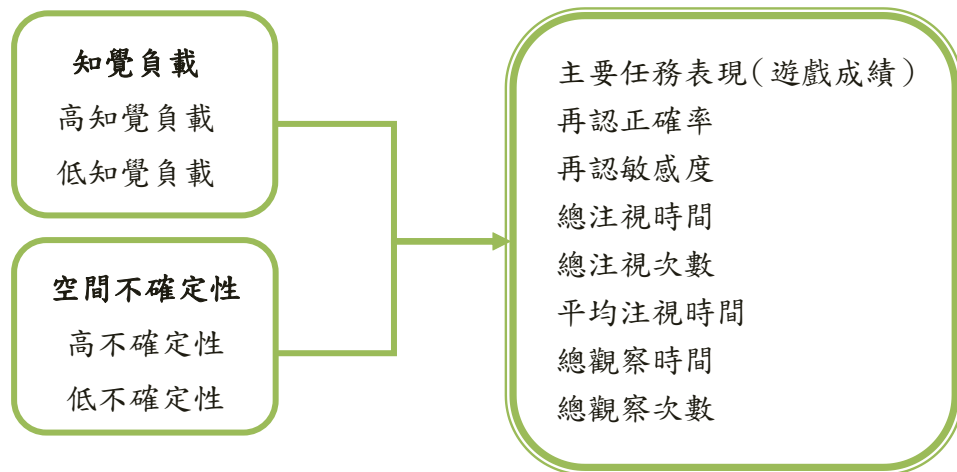 知覺負載
高知覺負載
低知覺負載
空間不確定性
高不確定性
低不確定性
主要任務表現(遊戲成績)
再認正確率
再認敏感度
總注視時間
總注視次數
平均注視時間
總觀察時間
總觀察次數